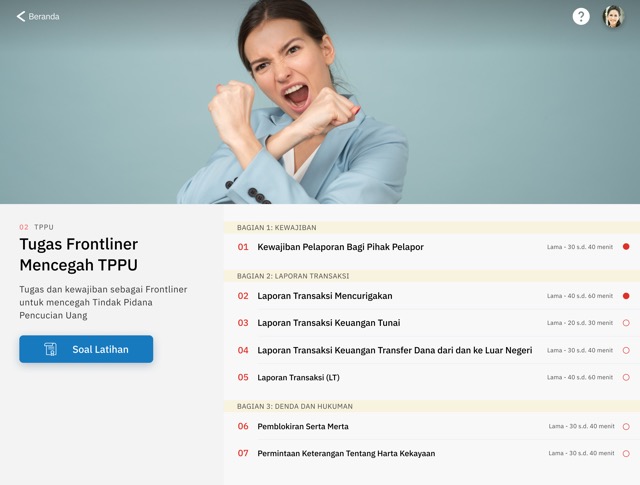 Beranda
?
02 TPPU
Tugas Frontliner
Mencegah TPPU
Tugas dan kewajiban sebagai Frontliner
untuk mencegah Tindak Pidana
Pencucian Uang
Soal Latihan
BAGIAN 1: KEWAJIBAN
01 Kewajiban Pelaporan Bagi Pihak Pelapor Lama - 30 s.d. 40 menit
BAGIAN 2: LAPORAN TRANSAKSI
02 Laporan Transaksi Mencurigakan Lama - 40 s.d. 60 menit
03 Laporan Transaksi Keuangan Tunai Lama - 20 s.d. 30 menit
04 Laporan Transaksi Keuangan Transfer Dana dari dan ke Luar Negeri Lama - 30 s.d. 40 menit
05 Laporan Transaksi (LT) Lama - 40 s.d. 60 menit
BAGIAN 3: DENDA DAN HUKUMAN
06 Pemblokiran Serta Merta Lama - 30 s.d. 40 menit
07 Permintaan Keterangan Tentang Harta Kekayaan Lama - 30 s.d. 40 menit